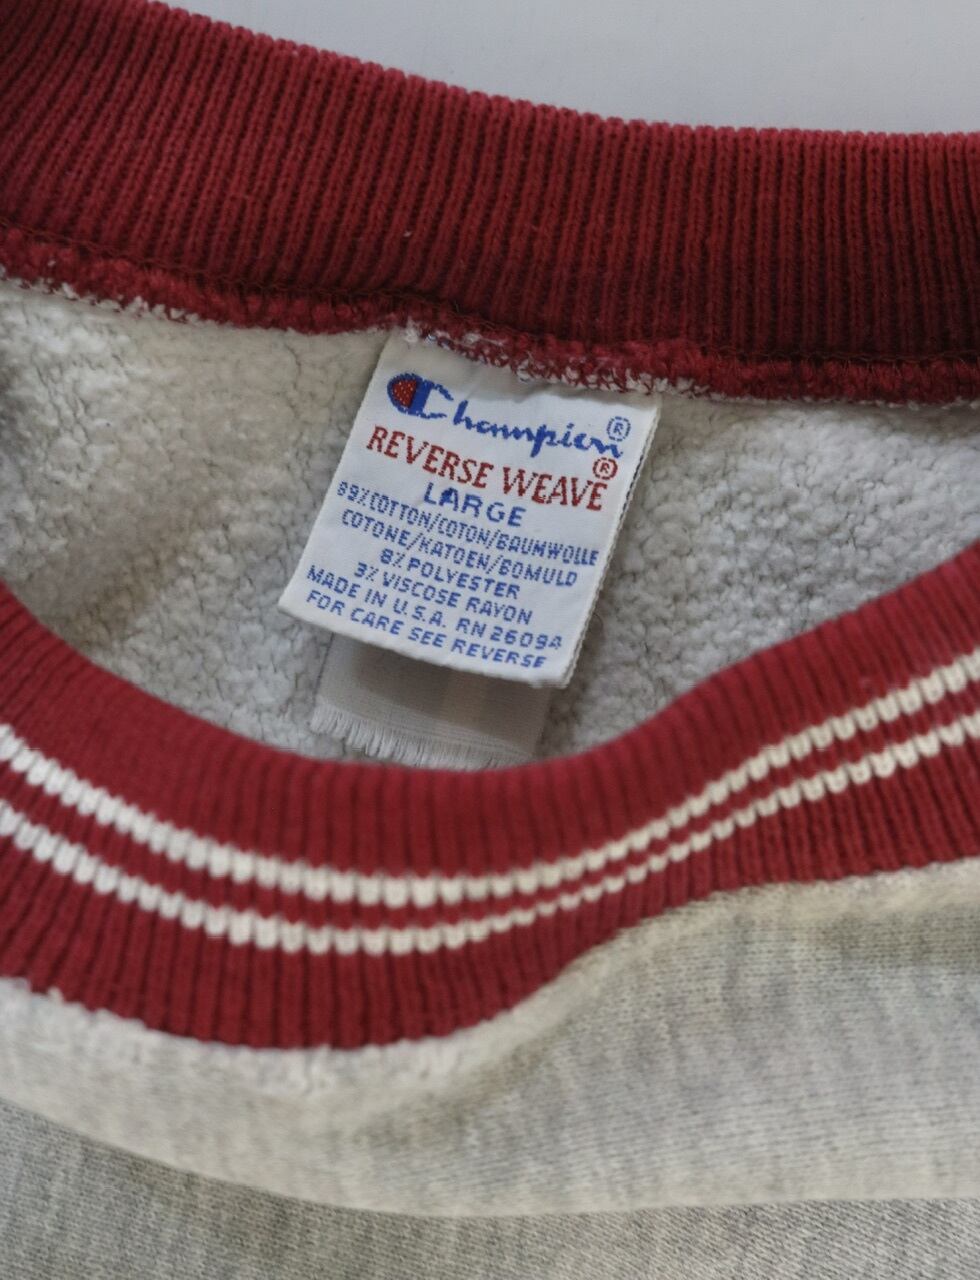 Champion®
REVERSE WEAVE®
LARGE
89% COTTON/COTON/BAUMWOLLE
COTONE/KATOEN/BOMULD
8% POLYESTER
3% VISCOSE RAYON
MADE IN U.S.A. RN 26094
FOR CARE SEE REVERSE